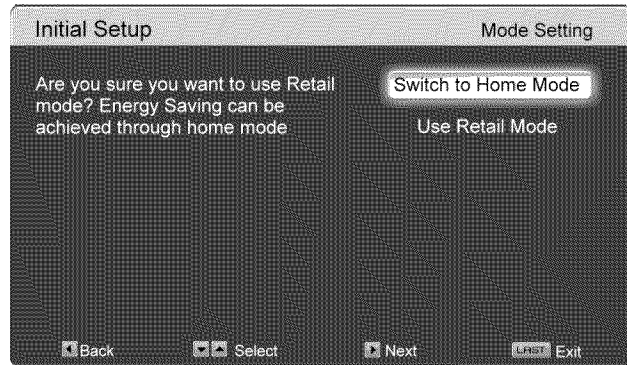 Initial Setup
Mode Setting
Are you sure you want to use Retail
mode? Energy Saving can be
achieved through home mode
Switch to Home Mode
Use Retail Mode
Back
Select
Next
LAST Exit